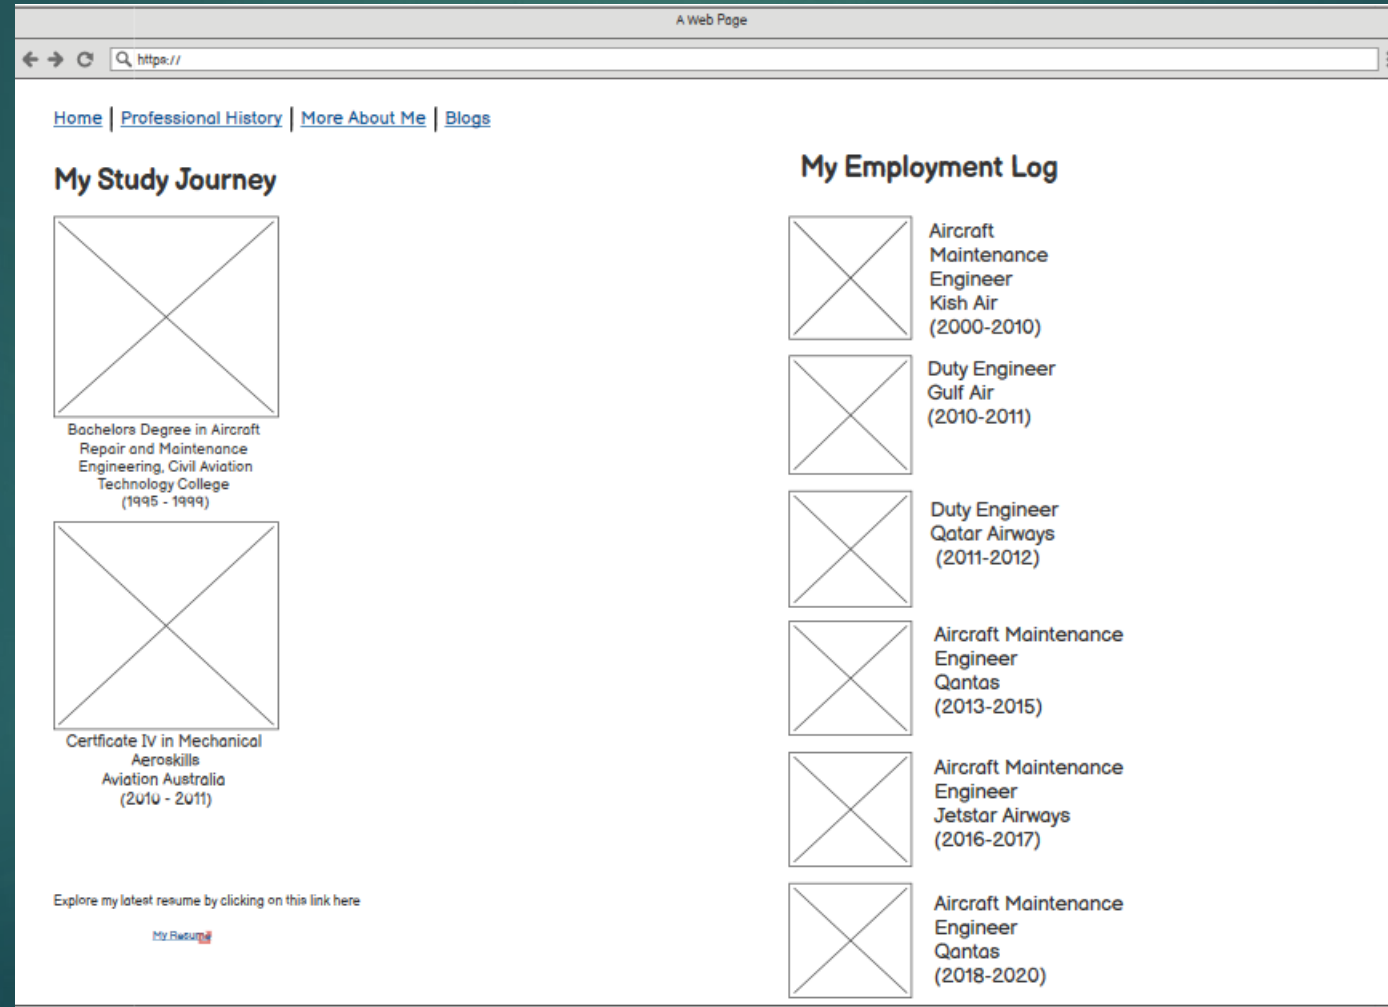 A Web Page
https://
Home | Professional History | More About Me | Blogs
My Study Journey
Bachelors Degree in Aircraft
Repair and Maintenance
Engineering, Civil Aviation
Technology College
(1995 - 1999)
Certficate IV in Mechanical
Aeroskills
Aviation Australia
(2010 - 2011)
Explore my latest resume by clicking on this link here
My Resume
My Employment Log
Aircraft
Maintenance
Engineer
Kish Air
(2000-2010)
Duty Engineer
Gulf Air
(2010-2011)
Duty Engineer
Qatar Airways
(2011-2012)
Aircraft Maintenance
Engineer
Qantas
(2013-2015)
Aircraft Maintenance
Engineer
Jetstar Airways
(2016-2017)
Aircraft Maintenance
Engineer
Qantas
(2018-2020)